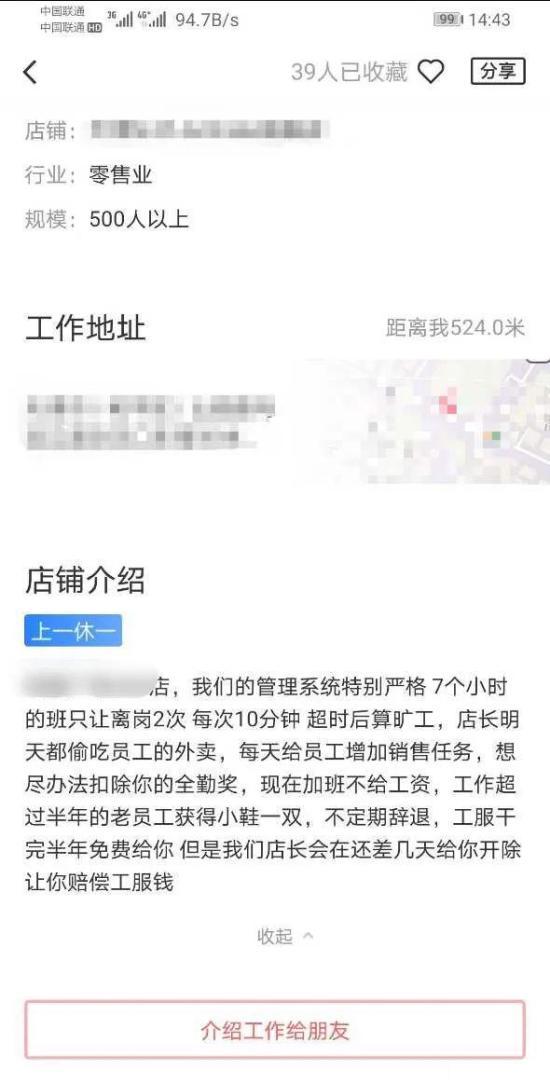 中国联通
中国联通 HD
3G 4G+ 94.7B/s 99 14:43
39人已收藏 分享
店铺：
行业： 零售业
规模： 500人以上
工作地址 距离我524.0米
店铺介绍
上一休一
店，我们的管理系统特别严格 7个小时
的班只让离岗2次 每次10分钟 超时后算旷工，店长明
天都偷吃员工的外卖，每天给员工增加销售任务，想
尽办法扣除你的全勤奖，现在加班不给工资，工作超
过半年的老员工获得小鞋一双，不定期辞退，工服干
完半年免费给你 但是我们店长会在还差几天给你开除
让你赔偿工服钱
收起
介绍工作给朋友